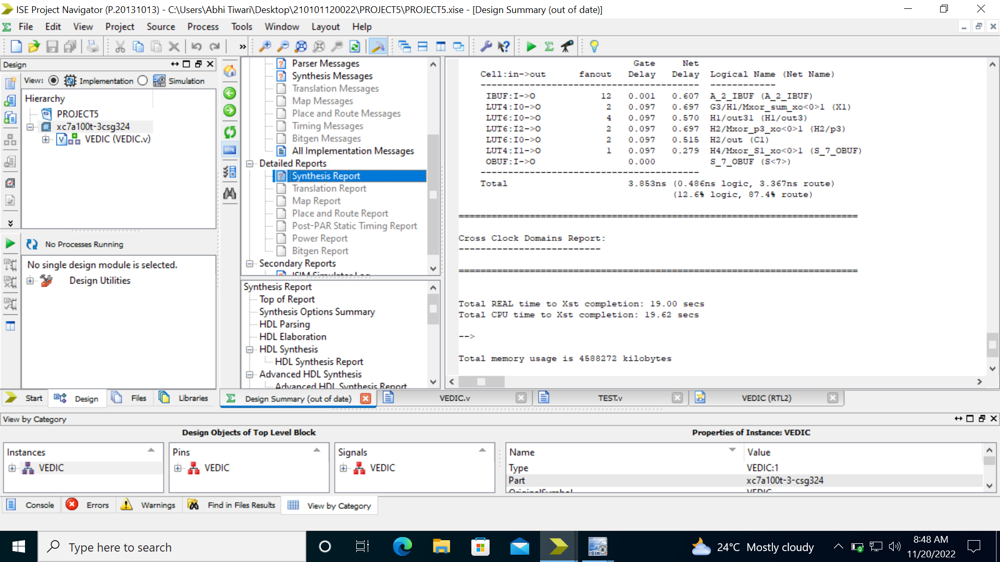 ISE Project Navigator (P.20131013) - C:\Users\Abhi Tiwari\Desktop\210101120022\PROJECT5\PROJECT5.xise - [Design Summary (out of date)]
File Edit View Project Source Process Tools Window Layout Help
Design
View: Implementation Simulation
Hierarchy
PROJECT5
xc7a100t-3csg324
VEDIC (VEDIC.v)
No Processes Running
No single design module is selected.
Design Utilities
Parser Messages
Synthesis Messages
Translation Messages
Map Messages
Place and Route Messages
Timing Messages
Bitgen Messages
All Implementation Messages
Detailed Reports
Synthesis Report
Translation Report
Map Report
Place and Route Report
Post-PAR Static Timing Report
Power Report
Bitgen Report
Secondary Reports
ISIM Simulator Log
Synthesis Report
Top of Report
Synthesis Options Summary
HDL Parsing
HDL Elaboration
HDL Synthesis
HDL Synthesis Report
Advanced HDL Synthesis
Advanced HDL Synthesis Report
Gate Net
Cell:in->out fanout Delay Delay Logical Name (Net Name)
---------------------------------------- ------------
IBUF:I->O 12 0.001 0.607 A_2_IBUF (A_2_IBUF)
LUT4:I0->O 2 0.097 0.697 G3/H1/Mxor_sum_xo<0>1 (X1)
LUT6:I0->O 4 0.097 0.570 H1/out31 (H1/out3)
LUT6:I2->O 2 0.097 0.697 H2/Mxor_p3_xo<0>1 (H2/p3)
LUT6:I0->O 2 0.097 0.515 H2/out (C1)
LUT4:I1->O 1 0.097 0.279 H4/Mxor_S1_xo<0>1 (S_7_OBUF)
OBUF:I->O 0.000 S_7_OBUF (S<7>)
----------------------------------------
Total 3.853ns (0.486ns logic, 3.367ns route)
(12.6% logic, 87.4% route)
=========================================================================
Cross Clock Domains Report:
--------------------------
=========================================================================
Total REAL time to Xst completion: 19.00 secs
Total CPU time to Xst completion: 19.62 secs
-->
Total memory usage is 4588272 kilobytes
Start Design Files Libraries
Design Summary (out of date) VEDIC.v TEST.v VEDIC (RTL2)
View by Category
Design Objects of Top Level Block Properties of Instance: VEDIC
Instances Pins Signals Name Value
VEDIC VEDIC VEDIC Type VEDIC:1
Part xc7a100t-3-csg324
OriginalSymbol VEDIC
Console Errors Warnings Find in Files Results View by Category
Type here to search
24°C Mostly cloudy
8:48 AM
11/20/2022